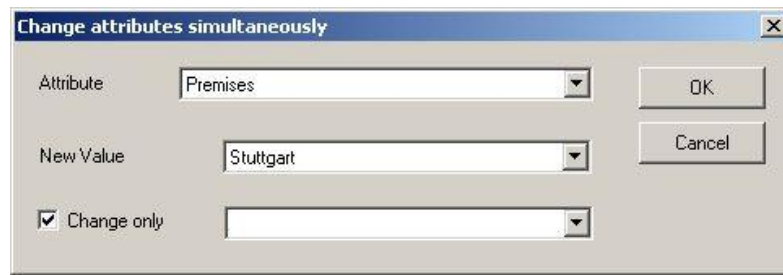 Change attributes simultaneously
Attribute Premises OK
New Value Stuttgart Cancel
Change only